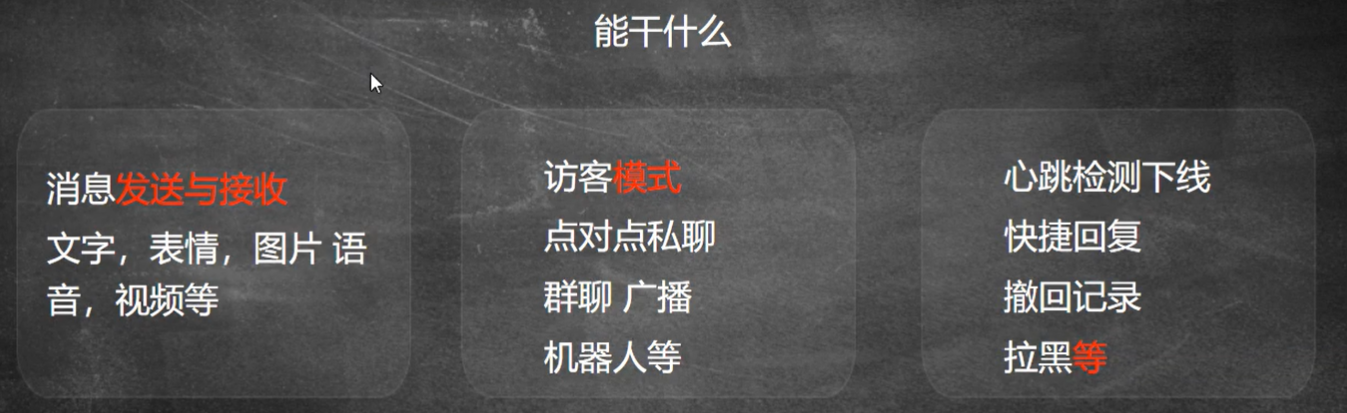 能干什么
消息发送与接收
文字，表情，图片 语
音，视频等
访客模式
点对点私聊
群聊 广播
机器人等
心跳检测下线
快捷回复
撤回记录
拉黑等